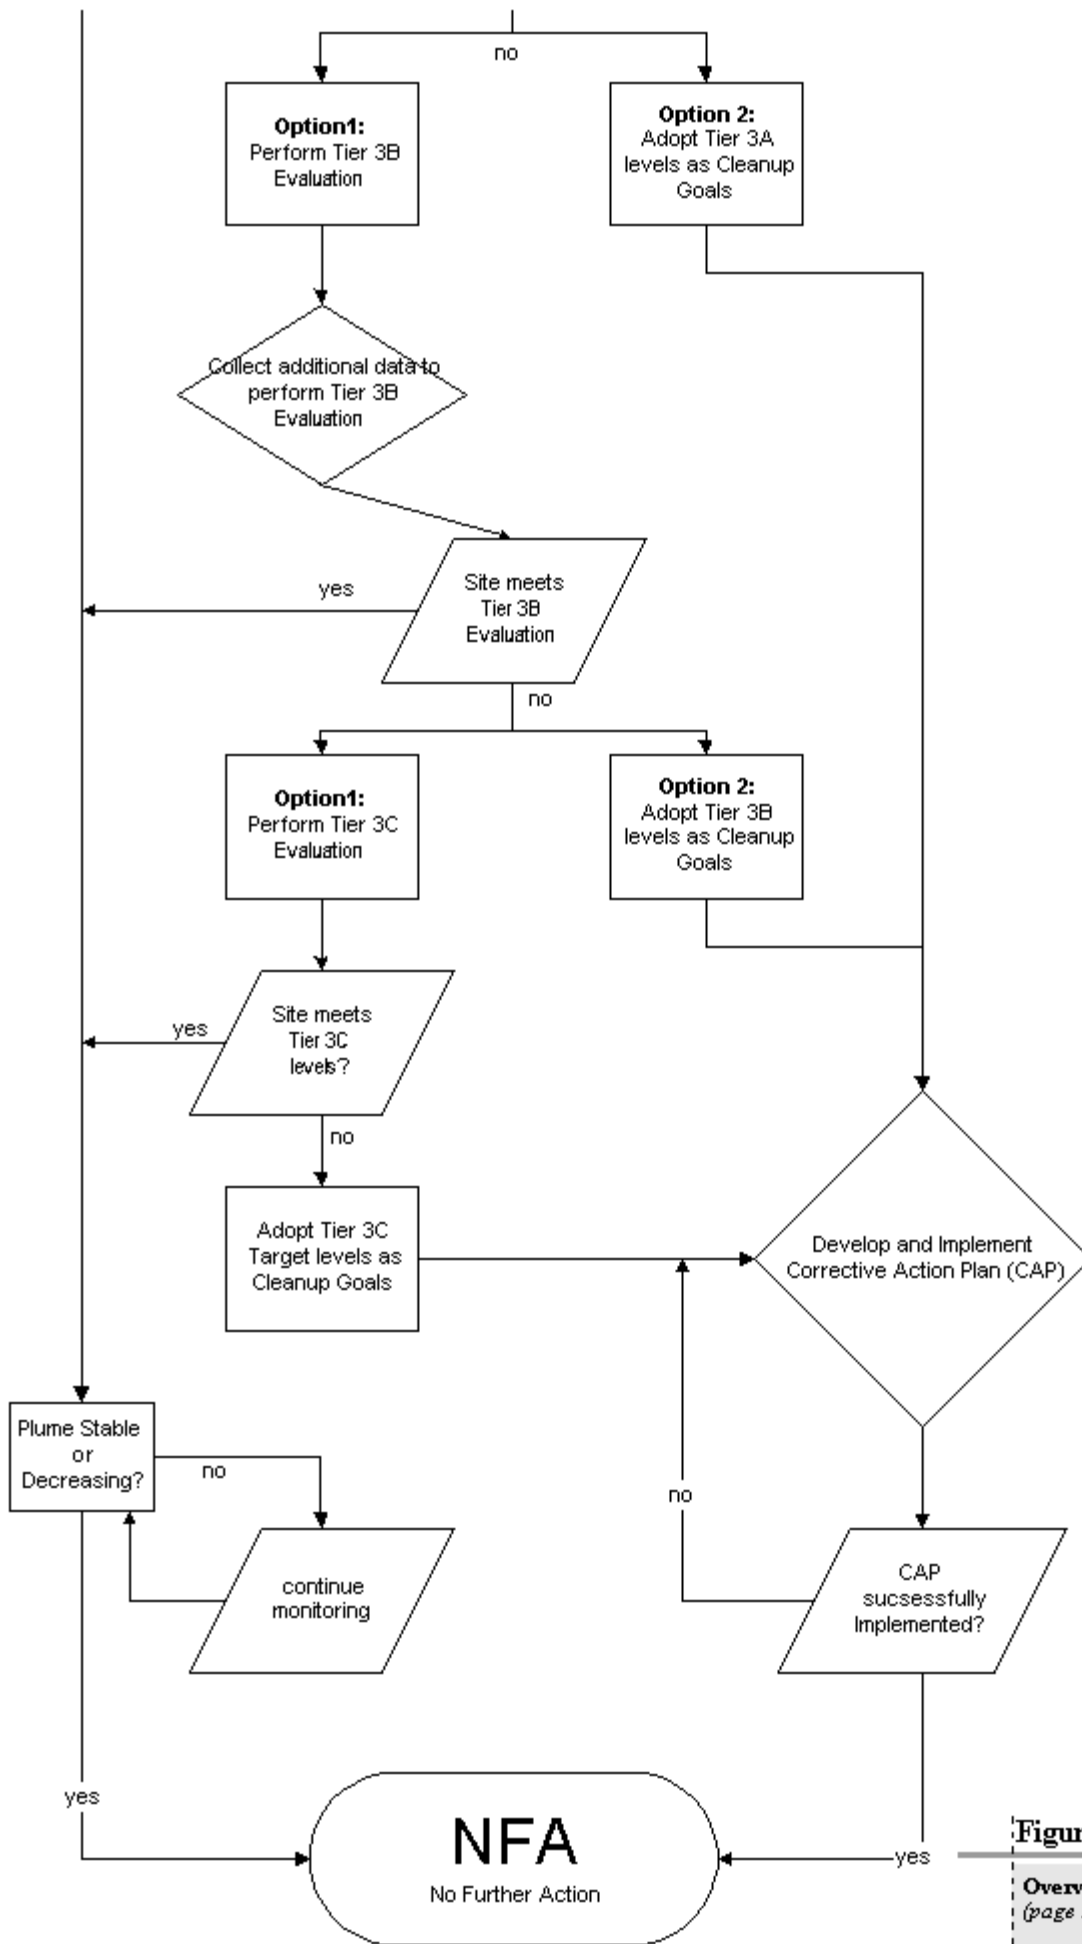 no
Option1:
Perform Tier 3B
Evaluation
Option 2:
Adopt Tier 3A
levels as Cleanup
Goals
Collect additional data to
perform Tier 3B
Evaluation
yes
Site meets
Tier 3B
Evaluation
no
Option1:
Perform Tier 3C
Evaluation
Option 2:
Adopt Tier 3B
levels as Cleanup
Goals
yes
Site meets
Tier 3C
levels?
no
Adopt Tier 3C
Target levels as
Cleanup Goals
Develop and Implement
Corrective Action Plan (CAP)
Plume Stable
or
Decreasing?
no
continue
monitoring
no
CAP
sucsessfully
Implemented?
yes
NFA
No Further Action
yes
Figur
Overv
(page